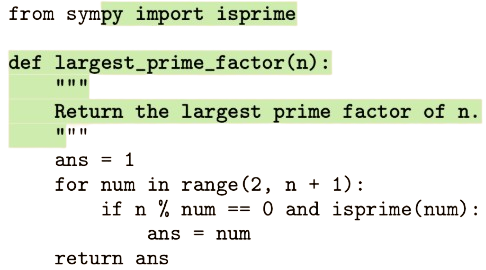 from sympy import isprime
def largest_prime_factor(n):
    """
    Return the largest prime factor of n.
    """
    ans = 1
    for num in range(2, n + 1):
        if n % num == 0 and isprime(num):
            ans = num
    return ans